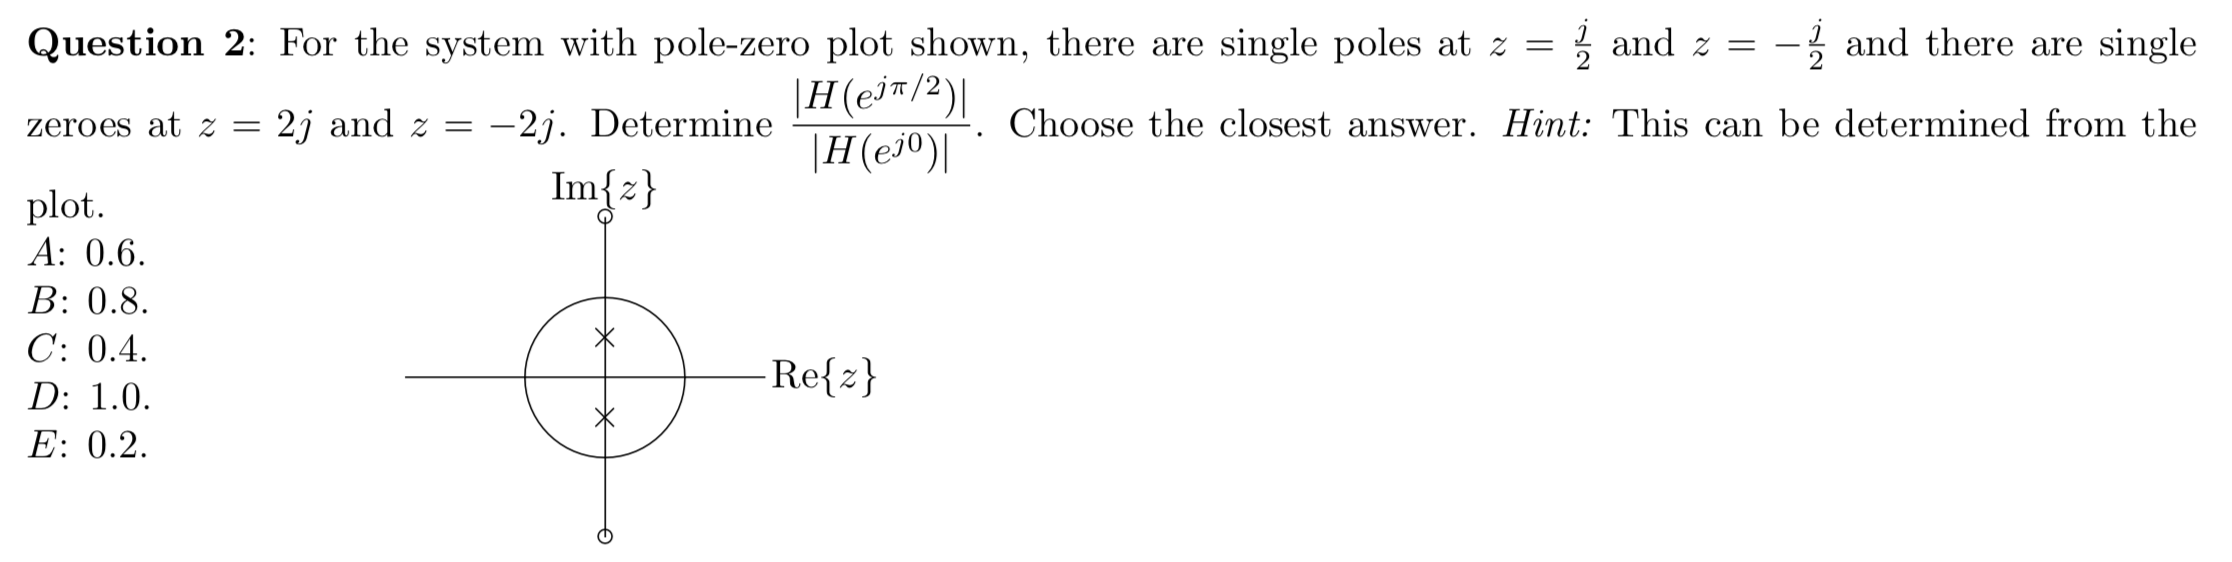 Question 2: For the system with pole-zero plot shown, there are single poles at $z = \frac{j}{2}$ and $z = -\frac{j}{2}$ and there are single
zeroes at $z = 2j$ and $z = -2j$. Determine $\frac{|H(e^{j\pi/2})|}{|H(e^{j0})|}$. Choose the closest answer. Hint: This can be determined from the
plot.
Im{z}
A: 0.6.
B: 0.8.
C: 0.4.
Re{z}
D: 1.0.
E: 0.2.